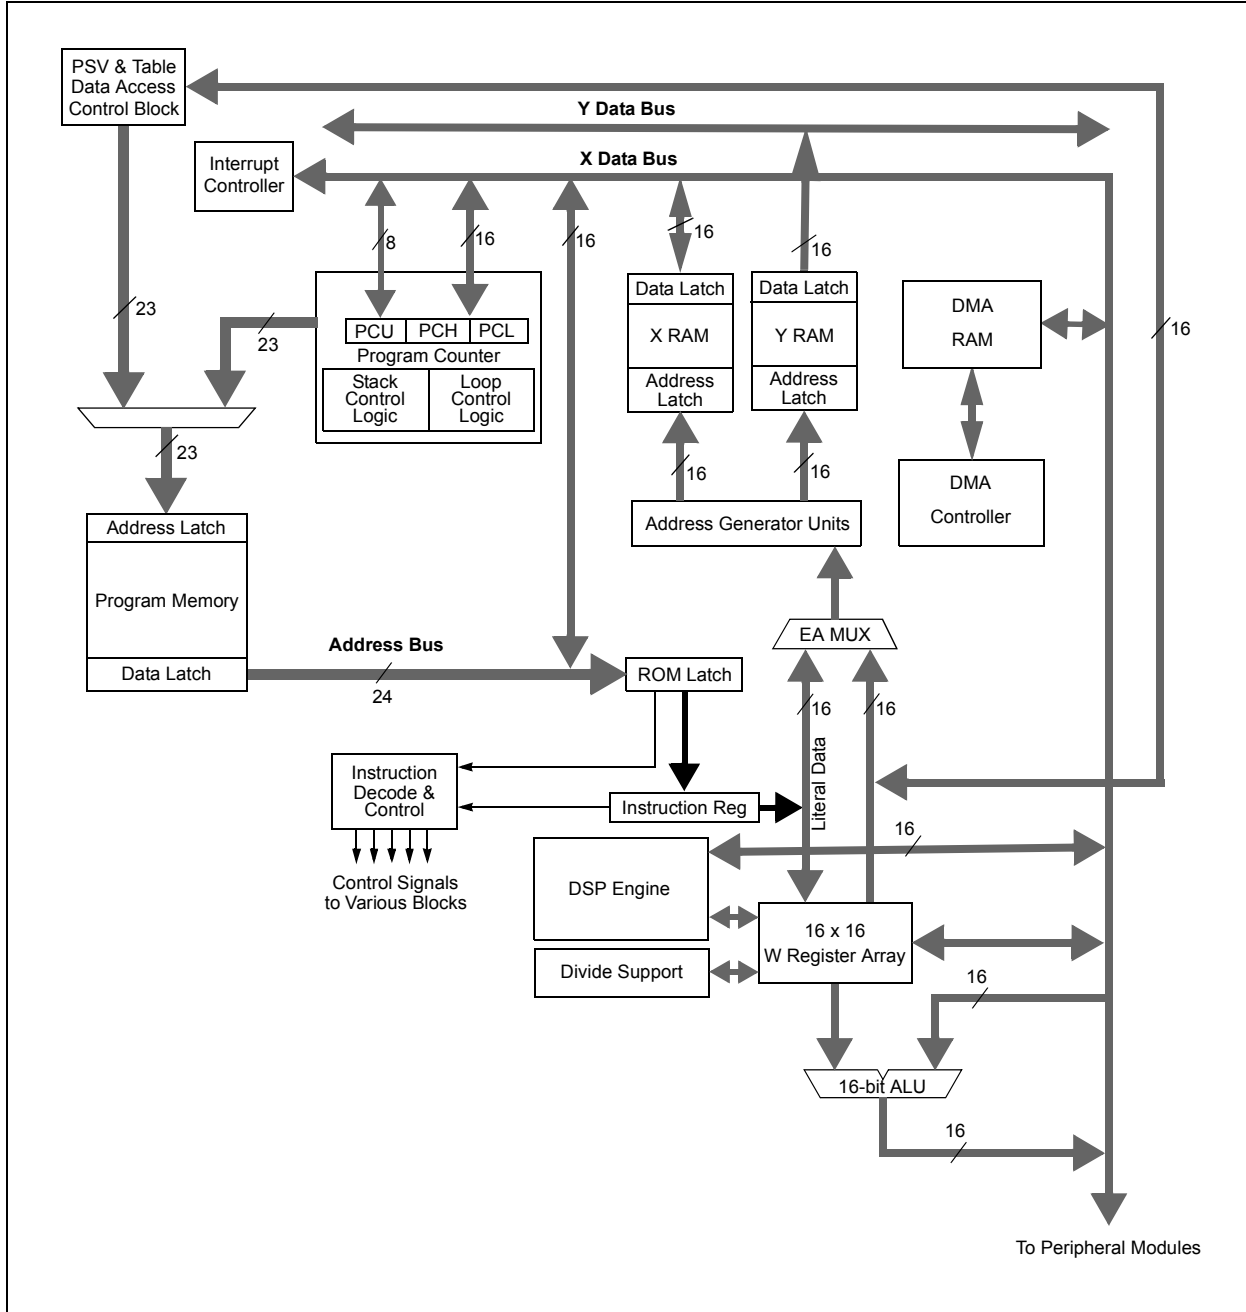 PSV & Table
Data Access
Control Block
Y Data Bus
X Data Bus
Interrupt
Controller
8
16
16
16
16
23
23
16
PCU
PCH
PCL
Program Counter
Stack
Control
Logic
Loop
Control
Logic
Data Latch
X RAM
Address
Latch
Data Latch
Y RAM
Address
Latch
DMA
RAM
23
16
16
DMA
Controller
Address Generator Units
Address Latch
Program Memory
Data Latch
Address Bus
24
EA MUX
ROM Latch
16
16
Literal Data
Instruction
Decode &
Control
Instruction Reg
Control Signals
to Various Blocks
16
DSP Engine
16 x 16
W Register Array
Divide Support
16
16-bit ALU
16
To Peripheral Modules